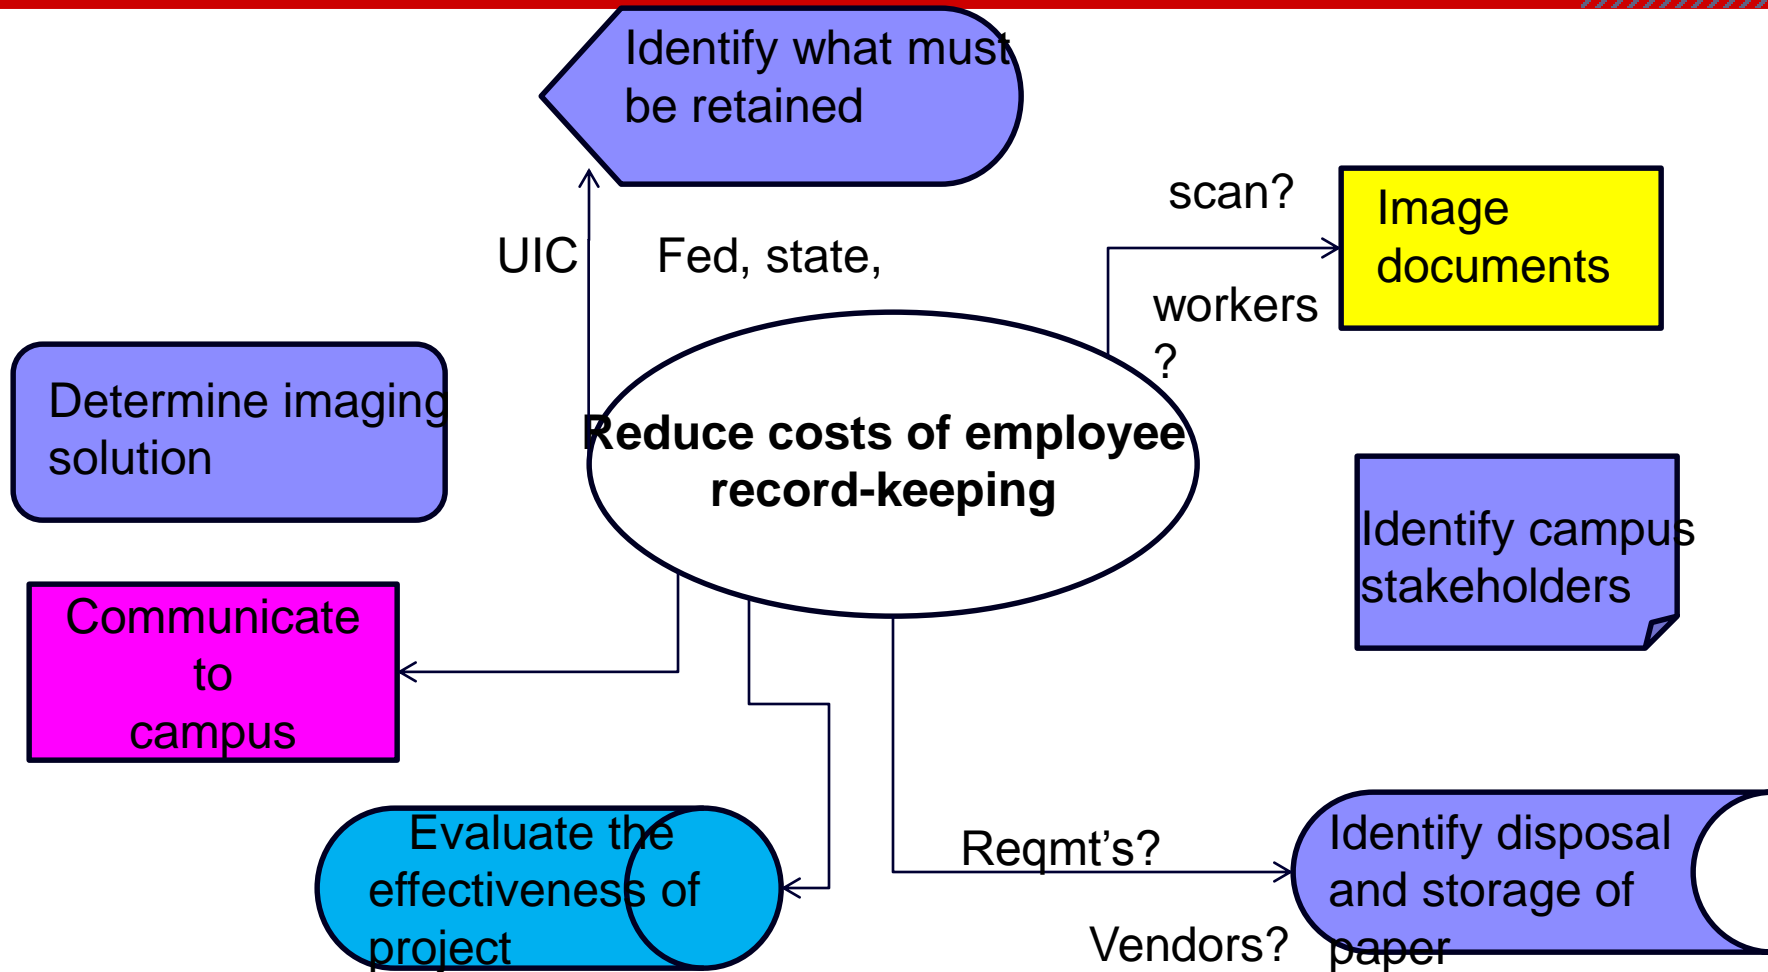 Identify what must
be retained
scan?
Image
documents
UIC
Fed, state,
workers
?
Determine imaging
solution
Reduce costs of employee
record-keeping
Identify campus
stakeholders
Communicate
to
campus
Evaluate the
effectiveness of
project
Reqmt's?
Vendors?
Identify disposal
and storage of
paper